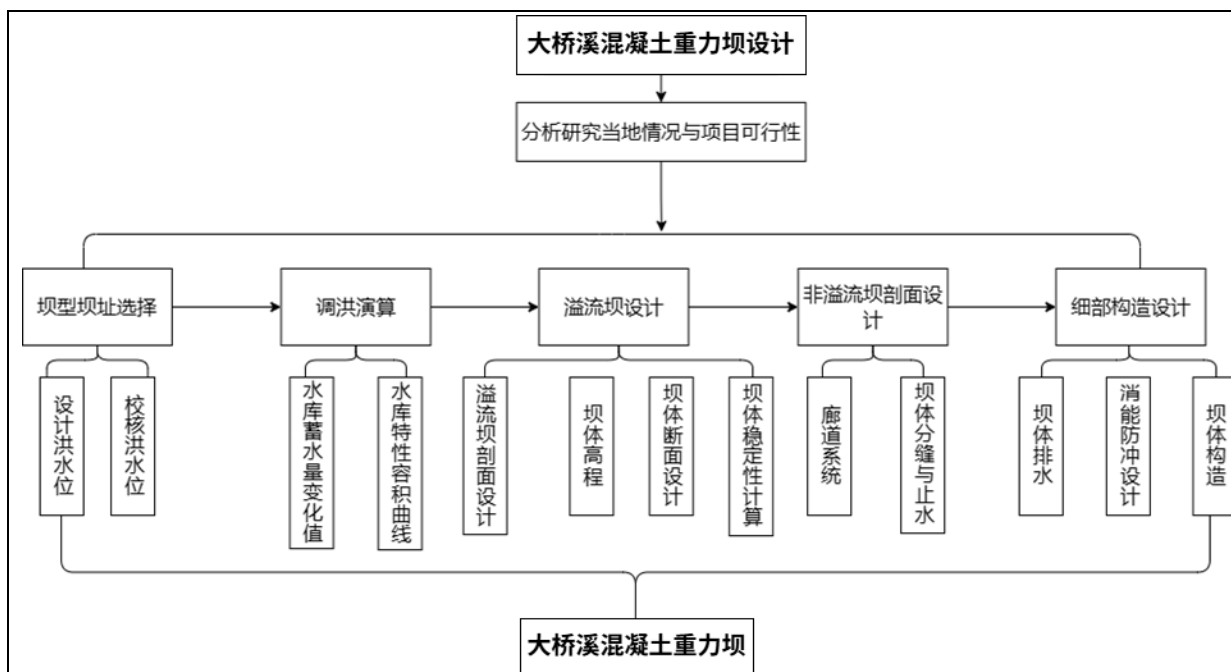 大桥溪混凝土重力坝设计
分析研究当地情况与项目可行性
坝型坝址选择
调洪演算
溢流坝设计
非溢流坝剖面设
计
细部构造设计
设计洪水位
校核洪水位
水库蓄水量变化值
水库特性容积曲线
溢流坝剖面设计
坝体高程
坝体断面设计
坝体稳定性计算
廊道系统
坝体分缝与止水
坝体排水
消能防冲设计
坝体构造
大桥溪混凝土重力坝